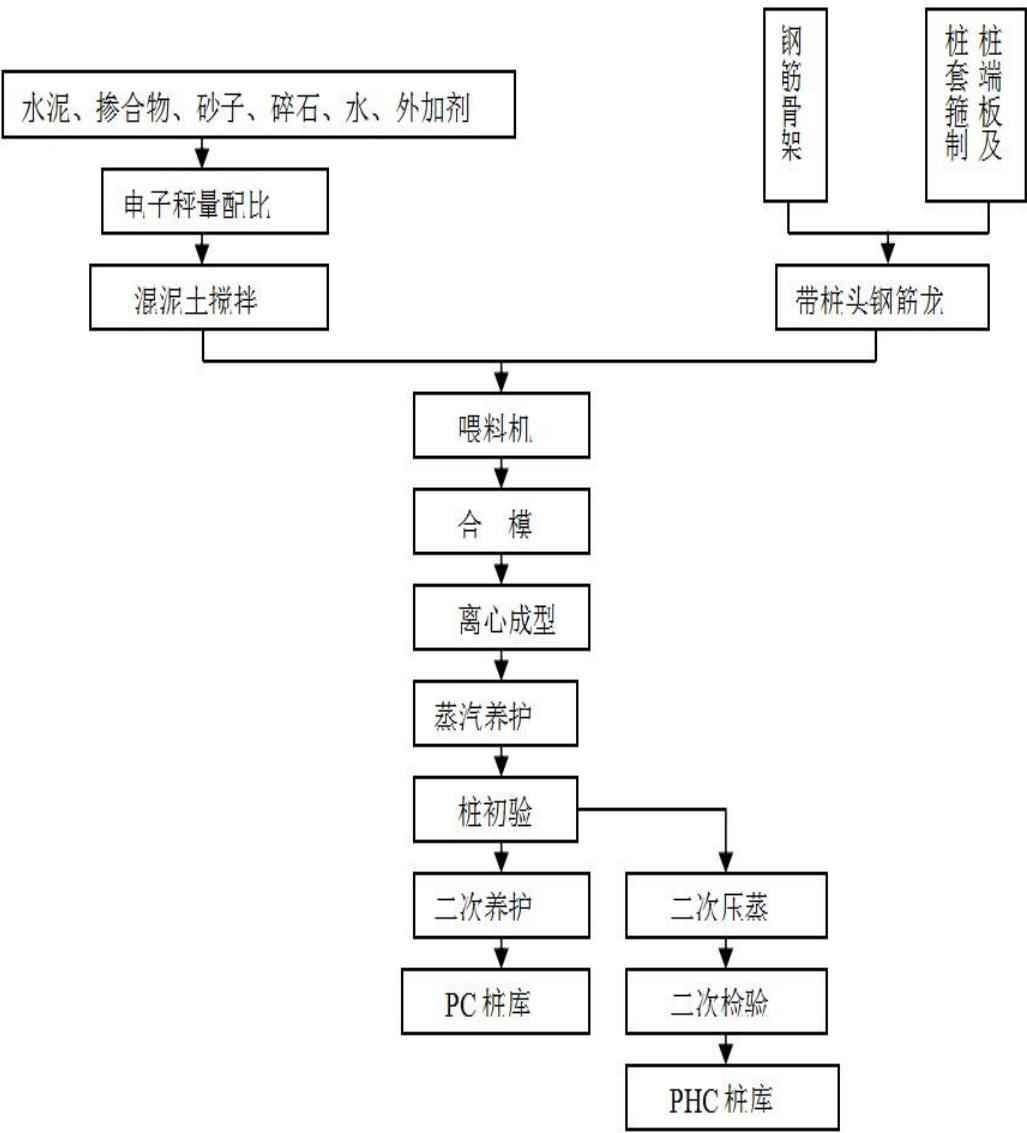 钢筋骨架
桩端板及
桩套箍制
水泥、掺合物、砂子、碎石、水、外加剂
电子秤量配比
混泥土搅拌
带桩头钢筋龙
喂料机
合 模
离心成型
蒸汽养护
桩初验
二次养护
二次压蒸
PC 桩库
二次检验
PHC 桩库